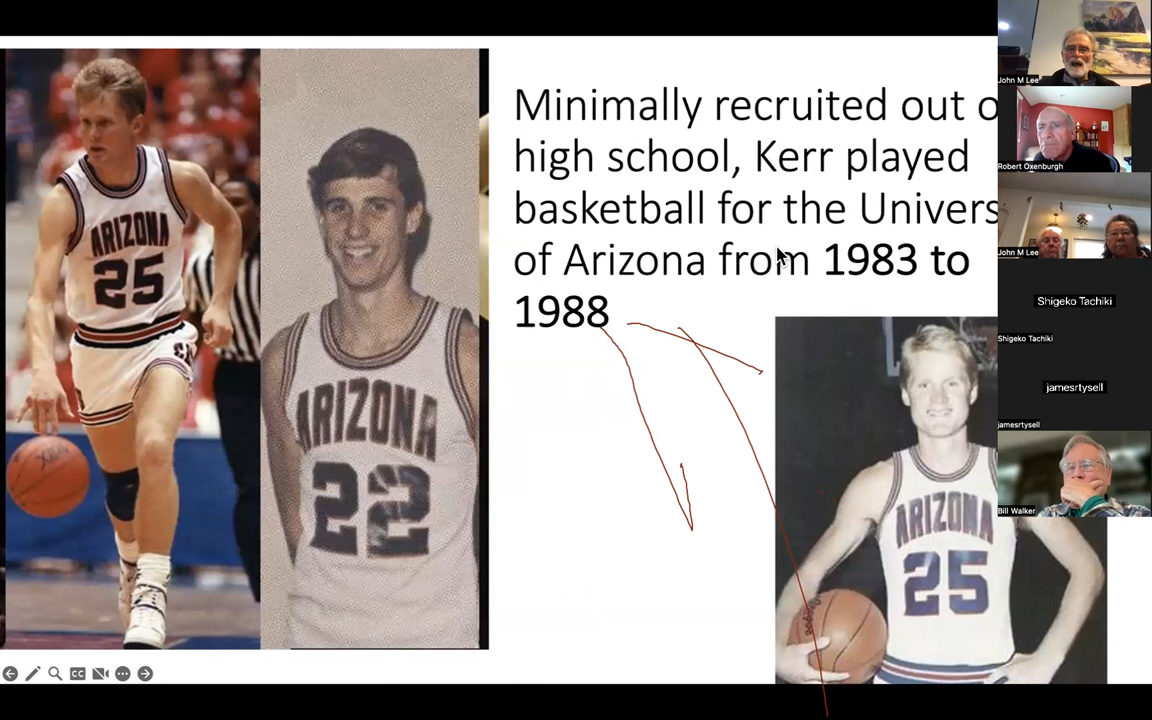 Minimally recruited out o
high school, Kerr played
basketball for the Univers
of Arizona from 1983 to
1988
ARIZONA
25
ARIZONA
22
ARIZONA
25
John M Lee
Robert Oxenburgh
John M Lee
Shigeko Tachiki
Shigeko Tachiki
jamesrtysell
jamesrtysell
Bill Walker
CC